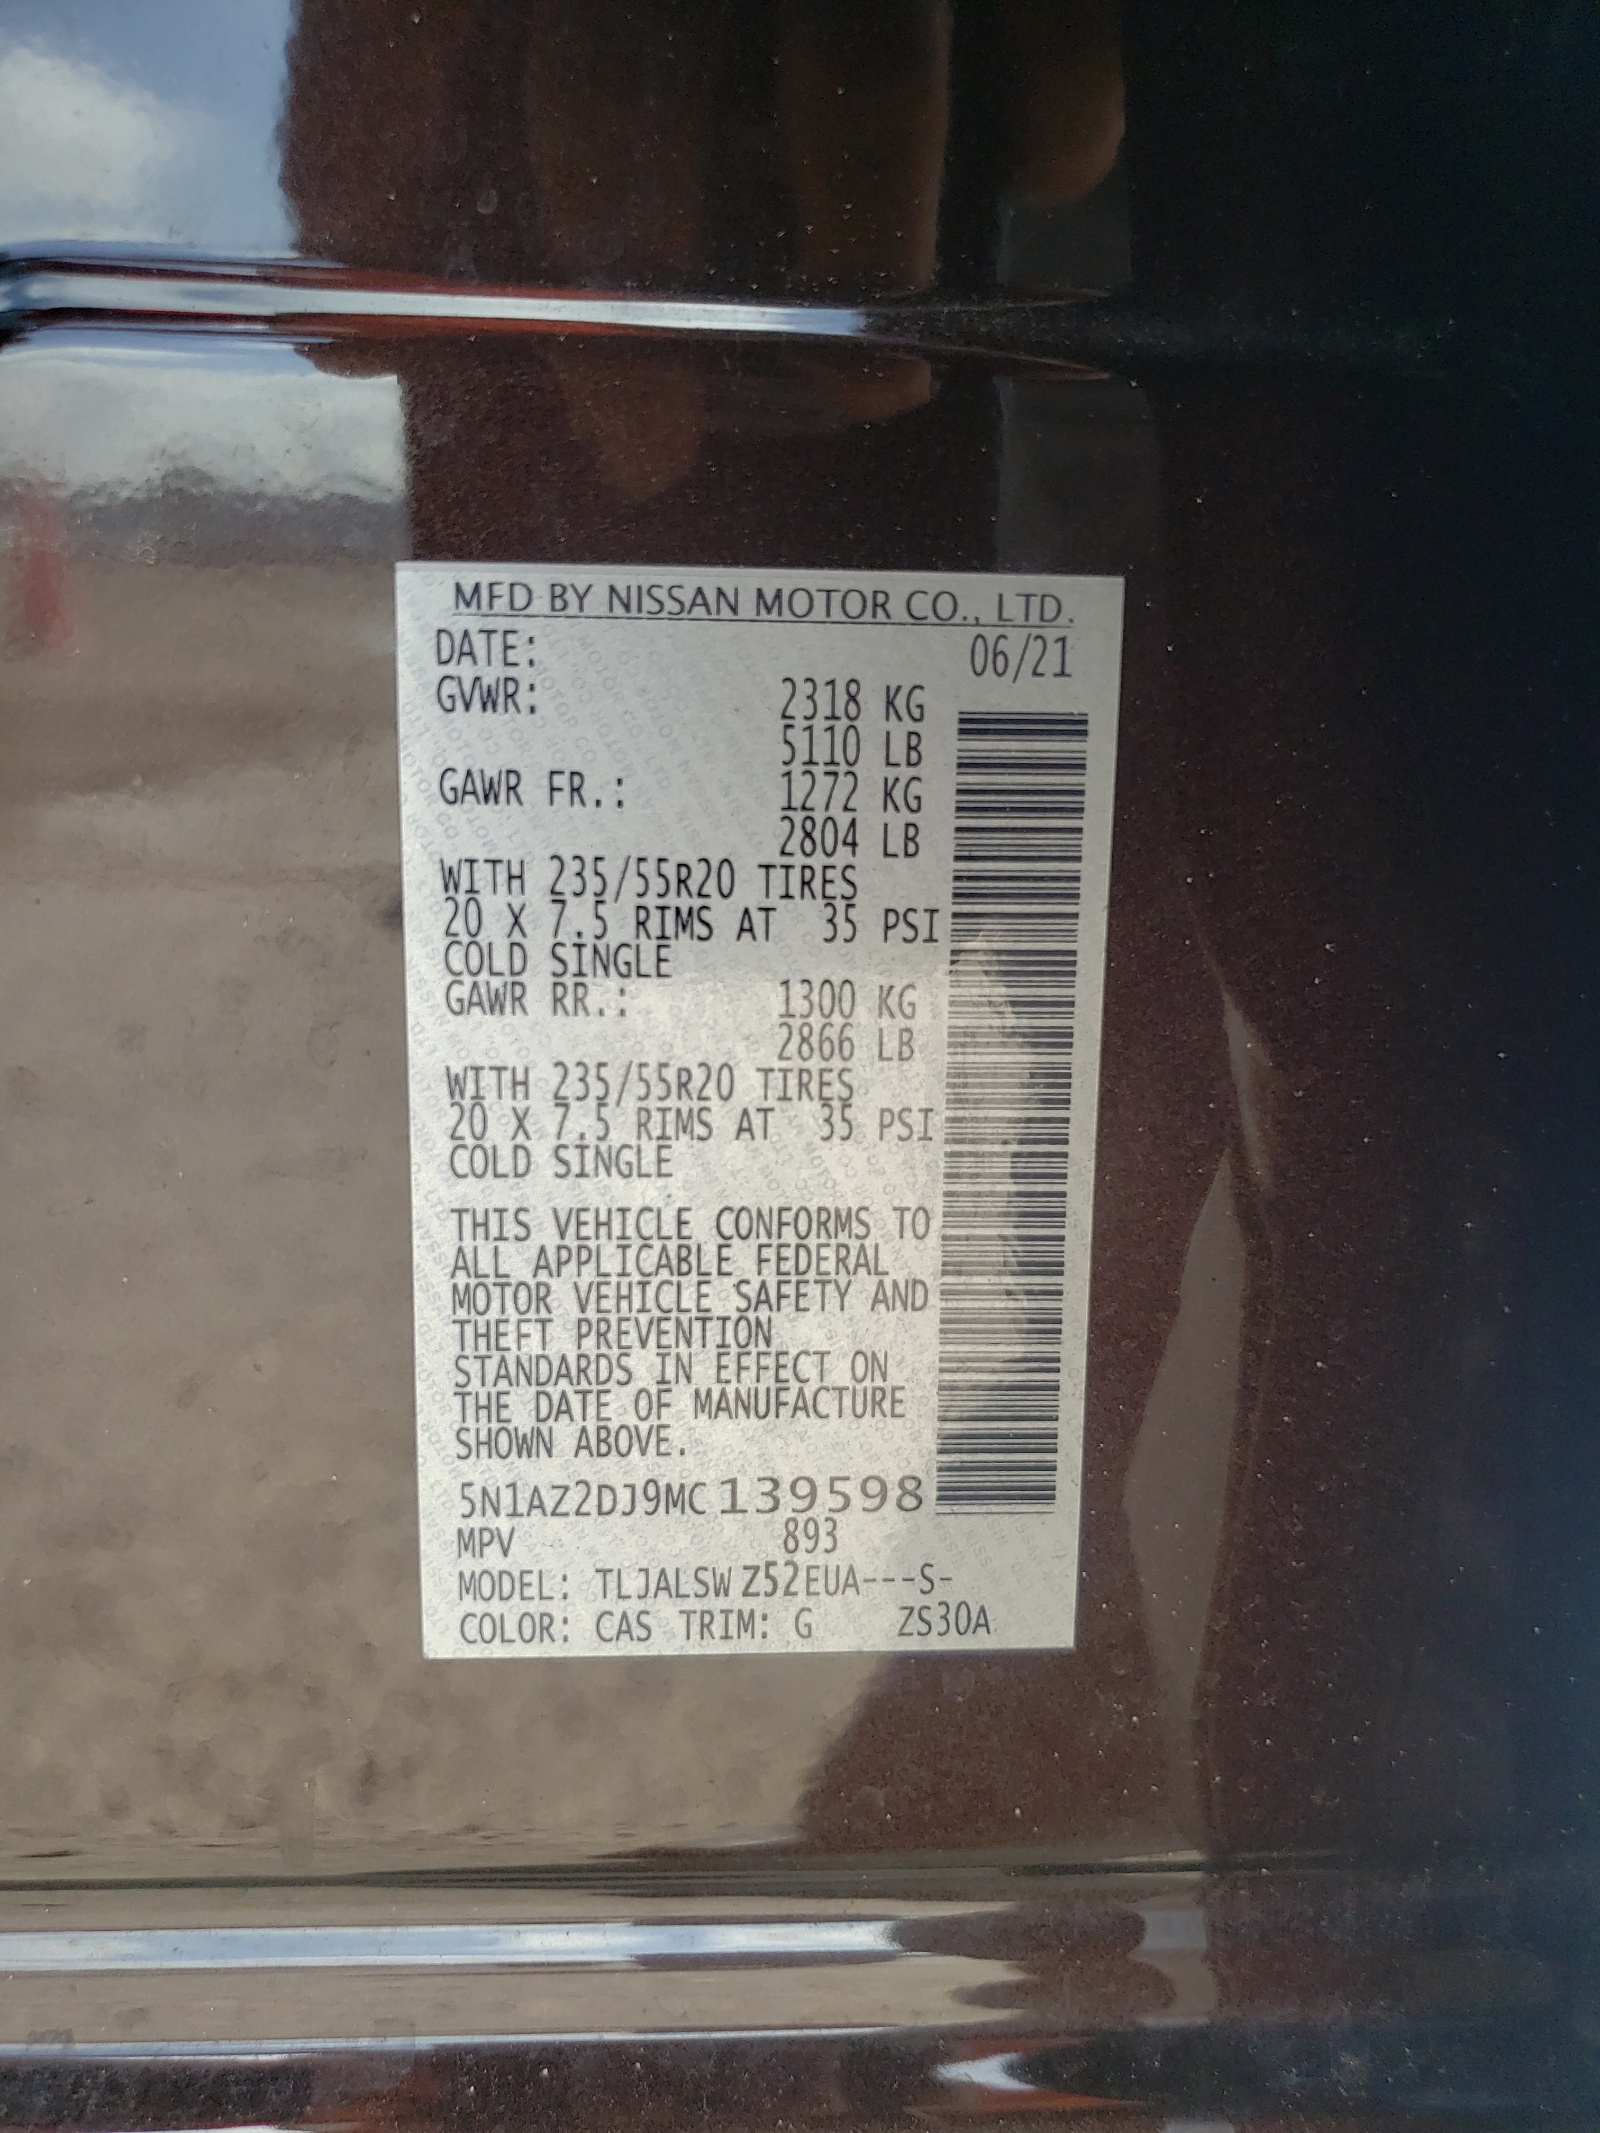 MFD BY NISSAN MOTOR CO., LTD.
DATE: 06/21
GVWR: 2318 KG
5110 LB
GAWR FR.: 1272 KG
2804 LB
WITH 235/55R20 TIRES
20 X 7.5 RIMS AT 35 PSI
COLD SINGLE
GAWR RR.: 1300 KG
2866 LB
WITH 235/55R20 TIRES
20 X 7.5 RIMS AT 35 PSI
COLD SINGLE
THIS VEHICLE CONFORMS TO
ALL APPLICABLE FEDERAL
MOTOR VEHICLE SAFETY AND
THEFT PREVENTION
STANDARDS IN EFFECT ON
THE DATE OF MANUFACTURE
SHOWN ABOVE.
5N1AZ2DJ9MC139598
MPV 893
MODEL: TLJALSW Z52EUA---S-
COLOR: CAS TRIM: G ZS30A